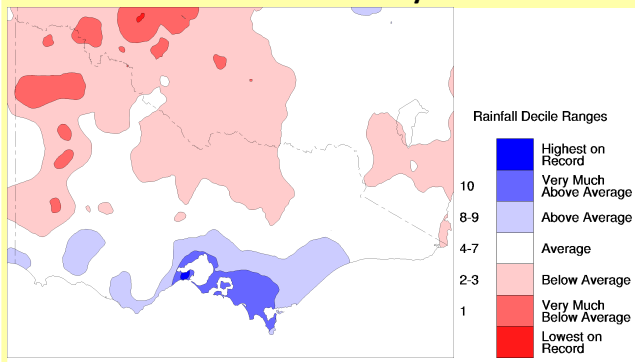 Rainfall Decile Ranges
Highest on
Record
10
Very Much
Above Average
8-9
Above Average
4-7
Average
2-3
Below Average
1
Very Much
Below Average
Lowest on
Record